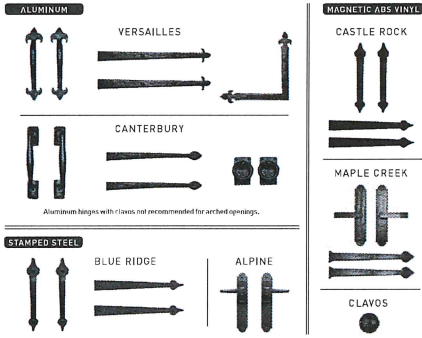 ALUMINUM
VERSAILLES
CANTERBURY
Aluminum hinges with clavos not recommended for arched openings.
STAMPED STEEL
BLUE RIDGE
ALPINE
MAGNETIC ABS VINYL
CASTLE ROCK
MAPLE CREEK
CLAVOS